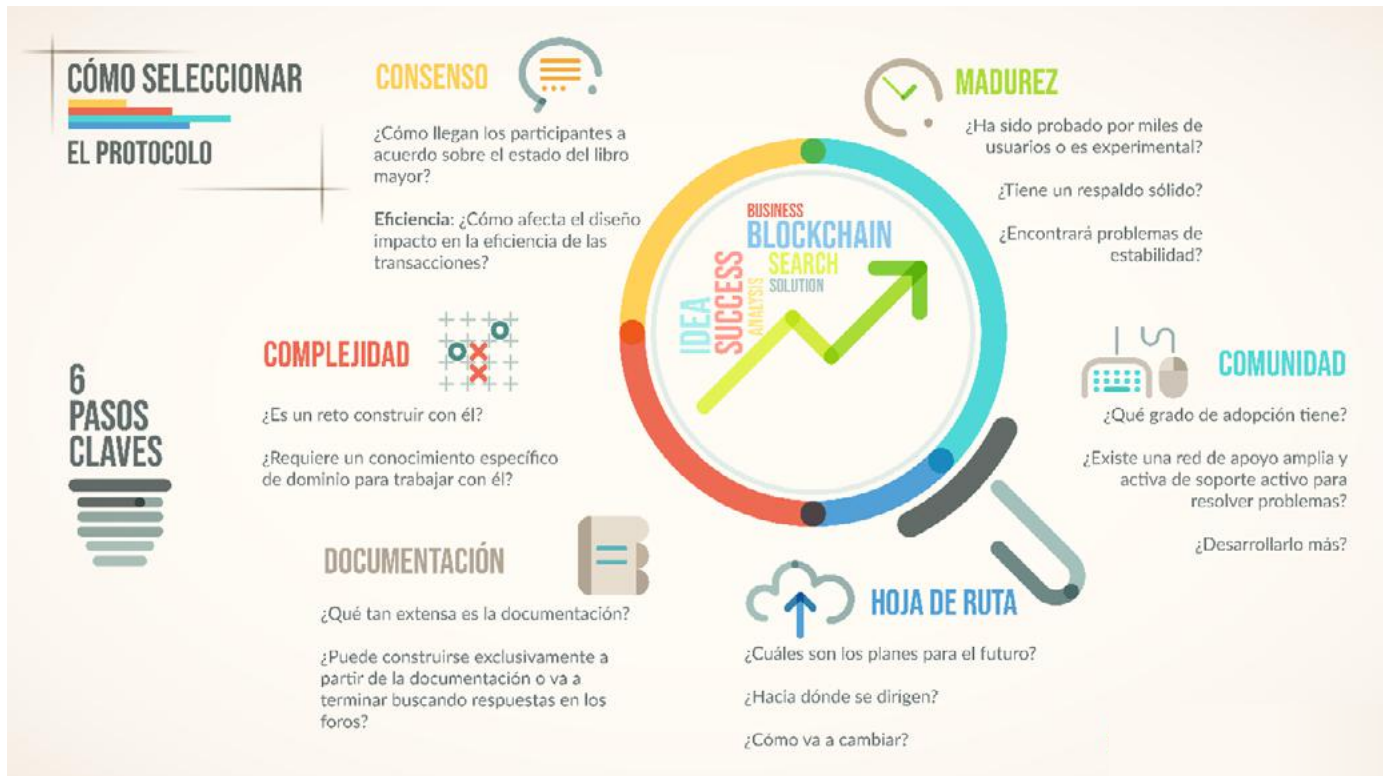 CÓMO SELECCIONAR
EL PROTOCOLO
6
PASOS
CLAVES
CONSENSO
¿Cómo llegan los participantes a
acuerdo sobre el estado del libro
mayor?
Eficiencia: ¿Cómo afecta el diseño
impacto en la eficiencia de las
transacciones?
COMPLEJIDAD
¿Es un reto construir con él?
¿Requiere un conocimiento específico
de dominio para trabajar con él?
DOCUMENTACIÓN
¿Qué tan extensa es la documentación?
¿Puede construirse exclusivamente a
partir de la documentación o va a
terminar buscando respuestas en los
foros?
BUSINESS
BLOCKCHAIN
SEARCH
SOLUTION
IDEA
SUCCESS
ANALYSIS
MADUREZ
¿Ha sido probado por miles de
usuarios o es experimental?
¿Tiene un respaldo sólido?
¿Encontrará problemas de
estabilidad?
COMUNIDAD
¿Qué grado de adopción tiene?
¿Existe una red de apoyo amplia y
activa de soporte activo para
resolver problemas?
¿Desarrollarlo más?
HOJA DE RUTA
¿Cuáles son los planes para el futuro?
¿Hacia dónde se dirigen?
¿Cómo va a cambiar?